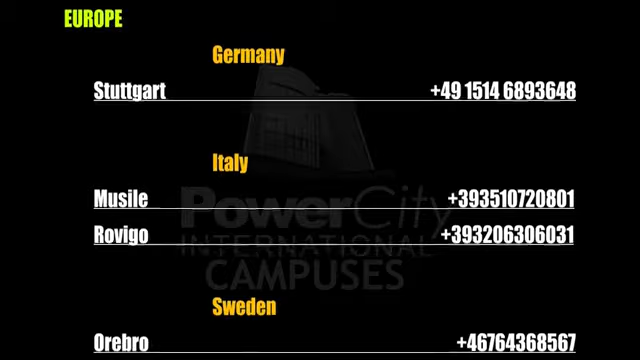 EUROPE
Germany
Stuttgart +49 1514 6893648
Italy
Musile +393510720801
PowerCity
Rovigo +393206306031
INTERNATIONAL
CAMPUSES
Sweden
Orebro +46764368567